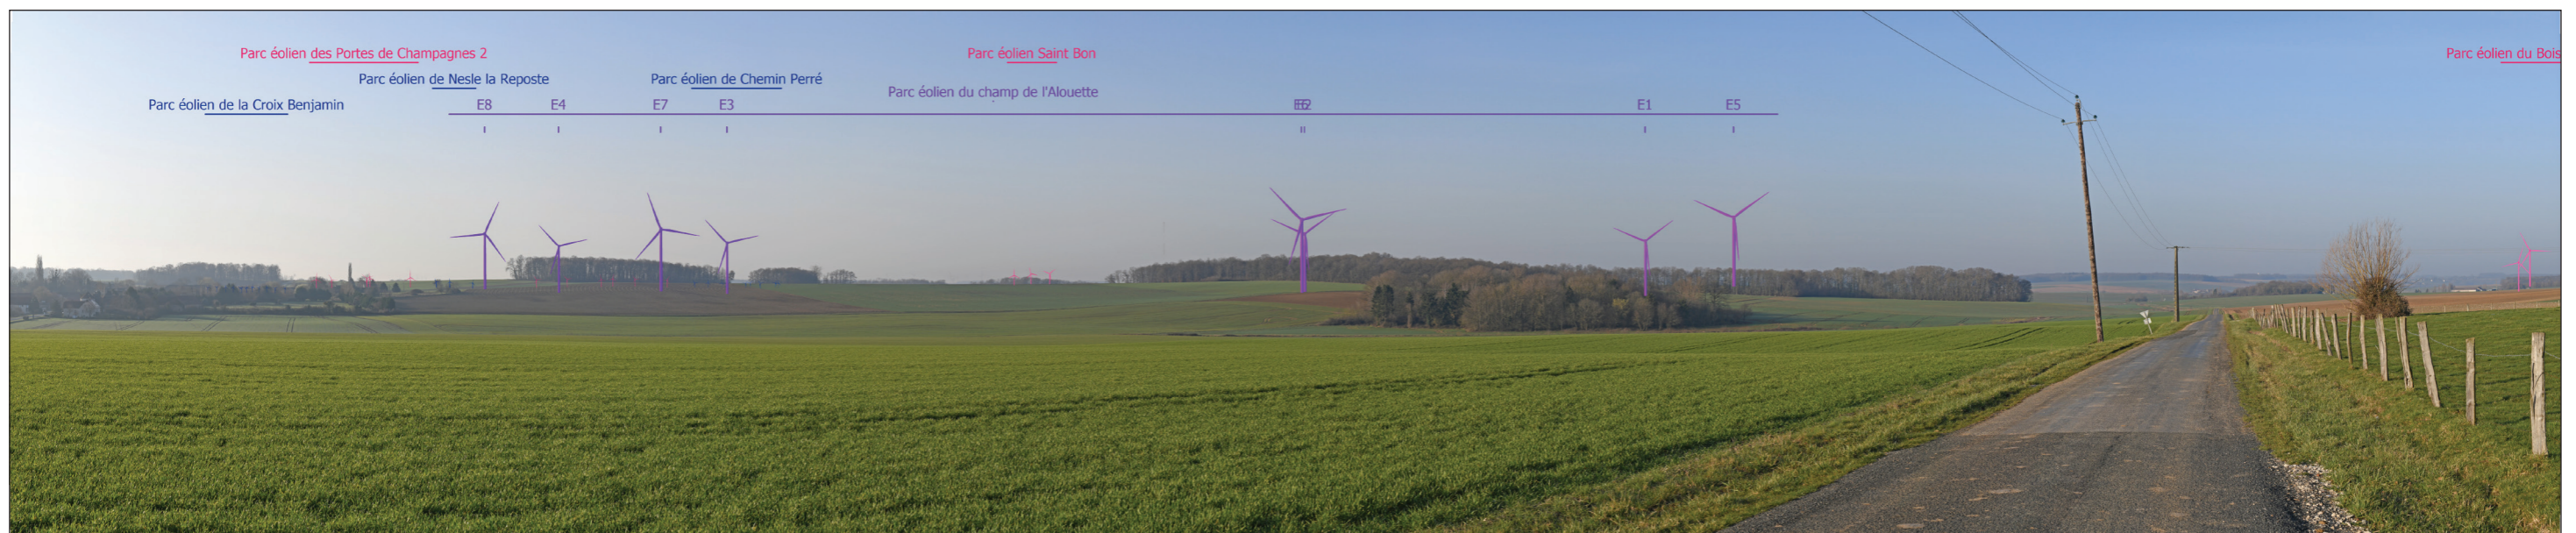 Parc éolien des Portes de Champagnes 2
Parc éolien Saint Bon
Parc éolien du Bois
Parc éolien de Nesle la Reposte
Parc éolien de Chemin Perré
Parc éolien du champ de l'Alouette
Parc éolien de la Croix Benjamin
E8 E4 E7 E3 E1 E5